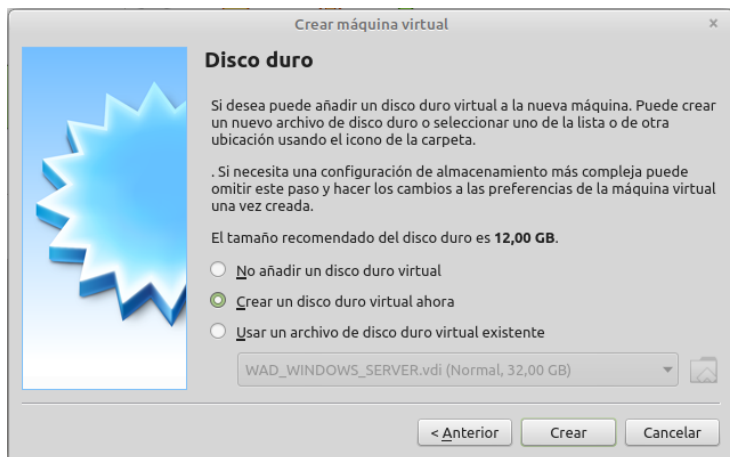 Crear máquina virtual
Disco duro
Si desea puede añadir un disco duro virtual a la nueva máquina. Puede crear
un nuevo archivo de disco duro o seleccionar uno de la lista o de otra
ubicación usando el icono de la carpeta.
. Si necesita una configuración de almacenamiento más compleja puede
omitir este paso y hacer los cambios a las preferencias de la máquina virtual
una vez creada.
El tamaño recomendado del disco duro es 12,00 GB.
No añadir un disco duro virtual
Crear un disco duro virtual ahora
Usar un archivo de disco duro virtual existente
WAD_WINDOWS_SERVER.vdi (Normal, 32,00 GB)
< Anterior Crear Cancelar